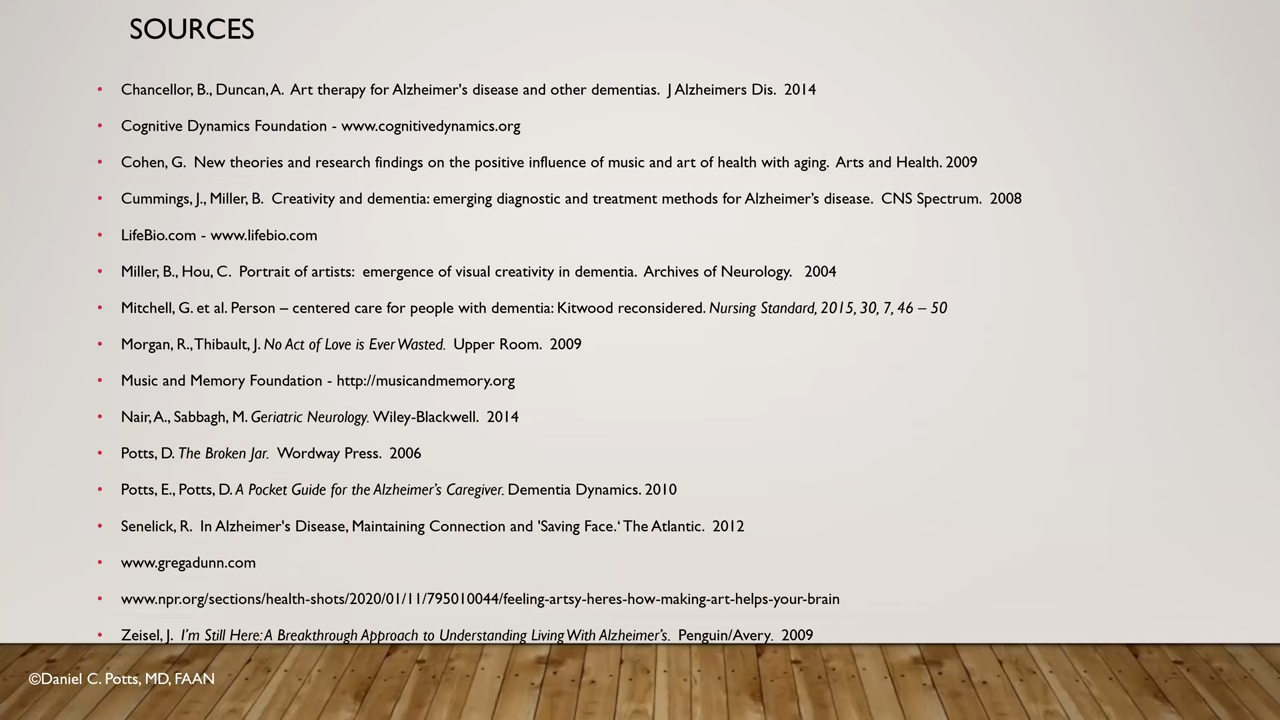 SOURCES
• Chancellor, B., Duncan, A. Art therapy for Alzheimer's disease and other dementias. J Alzheimers Dis. 2014
• Cognitive Dynamics Foundation - www.cognitivedynamics.org
• Cohen, G. New theories and research findings on the positive influence of music and art of health with aging. Arts and Health. 2009
• Cummings, J., Miller, B. Creativity and dementia: emerging diagnostic and treatment methods for Alzheimer’s disease. CNS Spectrum. 2008
• LifeBio.com - www.lifebio.com
• Miller, B., Hou, C. Portrait of artists: emergence of visual creativity in dementia. Archives of Neurology. 2004
• Mitchell, G. et al. Person – centered care for people with dementia: Kitwood reconsidered. Nursing Standard, 2015, 30, 7, 46 – 50
• Morgan, R., Thibault, J. No Act of Love is Ever Wasted. Upper Room. 2009
• Music and Memory Foundation - http://musicandmemory.org
• Nair, A., Sabbagh, M. Geriatric Neurology. Wiley-Blackwell. 2014
• Potts, D. The Broken Jar. Wordway Press. 2006
• Potts, E., Potts, D. A Pocket Guide for the Alzheimer’s Caregiver. Dementia Dynamics. 2010
• Senelick, R. In Alzheimer's Disease, Maintaining Connection and 'Saving Face.‘ The Atlantic. 2012
• www.gregadunn.com
• www.npr.org/sections/health-shots/2020/01/11/795010044/feeling-artsy-heres-how-making-art-helps-your-brain
• Zeisel, J. I’m Still Here: A Breakthrough Approach to Understanding Living With Alzheimer’s. Penguin/Avery. 2009
©Daniel C. Potts, MD, FAAN